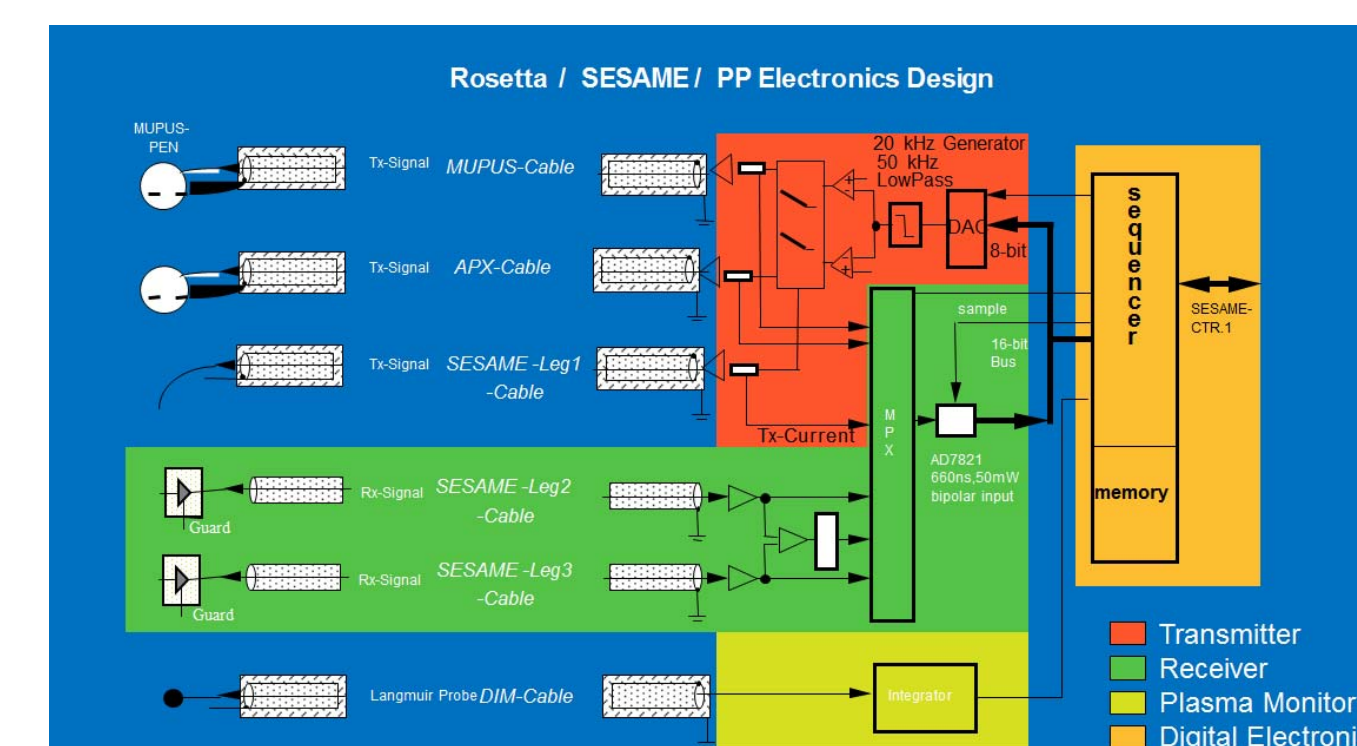 Rosetta / SESAME / PP Electronics Design
MUPUS-
PEN
Tx-Signal
MUPUS-Cable
20 kHz Generator
50 kHz
LowPass
DAC
8-bit
Tx-Signal
APX-Cable
Tx-Signal
SESAME -Leg1
-Cable
Tx-Current
M
P
X
sample
16-bit
Bus
AD7821
660ns,50mW
bipolar input
sequencer
memory
SESAME-
CTR.1
Guard
Rx-Signal
SESAME -Leg2
-Cable
Guard
Rx-Signal
SESAME -Leg3
-Cable
Langmuir Probe
DIM-Cable
Integrator
Transmitter
Receiver
Plasma Monitor
Digital Electroni